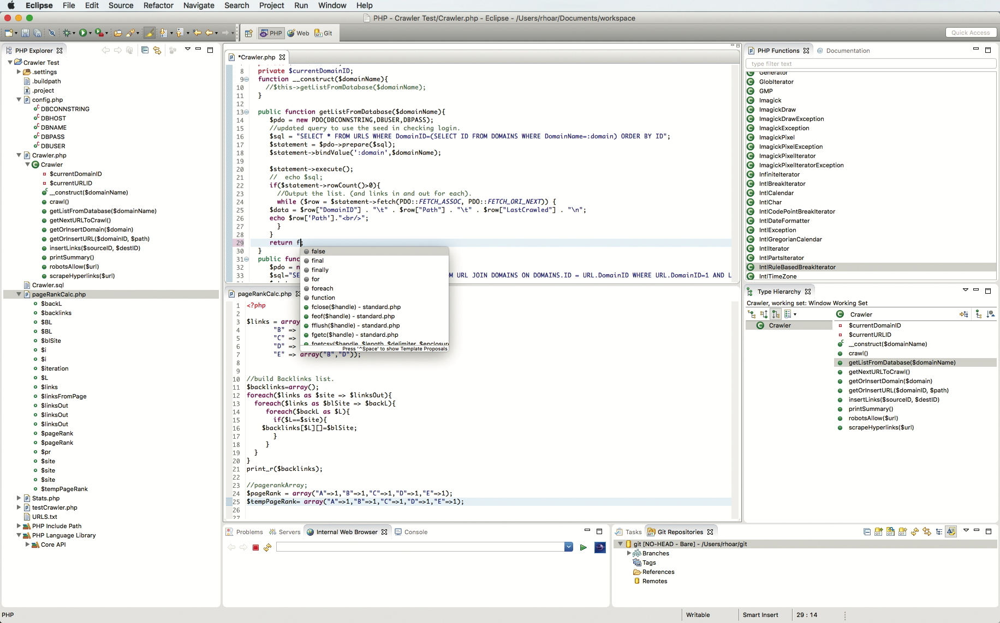 Eclipse File Edit Source Refactor Navigate Search Project Run Window Help
PHP - Crawler Test/Crawler.php - Eclipse - /Users/rhoar/Documents/workspace
PHP Web Git
Quick Access
PHP Explorer
Crawler Test
.settings
.buildpath
.project
config.php
DBCONNSTRING
DBHOST
DBNAME
DBPASS
DBUSER
Crawler.php
Crawler
$currentDomainID
$currentURLID
__construct($domainName)
crawl()
getListFromDatabase($domainName)
getNextURLToCrawl()
getOrInsertDomain($domain)
getOrInsertURL($domainID, $path)
insertLinks($sourceID, $destID)
printSummary()
robotsAllow($url)
scrapeHyperlinks($url)
Crawler.sql
pageRankCalc.php
$backL
$backlinks
$BL
$BL
$blSite
$i
$i
$iteration
$L
$links
$linksFromPage
$linksOut
$linksOut
$linksOut
$pageRank
$pageRank
$pr
$site
$site
$site
$tempPageRank
Stats.php
testCrawler.php
URLS.txt
PHP Include Path
PHP Language Library
Core API
*Crawler.php
8 private $currentDomainID;
9 function __construct($domainName){
10 //$this->getListFromDatabase($domainName);
11 }
12
13 public function getListFromDatabase($domainName){
14 $pdo = new PDO(DBCONNSTRING,DBUSER,DBPASS);
15 //updated query to use the seed in checking login.
16 $sql = "SELECT * FROM URLS WHERE DomainID=(SELECT ID FROM DOMAINS WHERE DomainName=:domain) ORDER BY ID";
17 $statement = $pdo->prepare($sql);
18 $statement->bindValue(':domain',$domainName);
19
20 $statement->execute();
21 // echo $sql;
22 if($statement->rowCount()>0){
23 //Output the list. (and links in and out for each).
24 while ($row = $statement->fetch(PDO::FETCH_ASSOC, PDO::FETCH_ORI_NEXT)) {
25 $data = $row["DomainID"] . "\t" . $row["Path"] . "\t" . $row["LastCrawled"] . "\n";
26 echo $row['Path']."<br/>";
27 }
28 }
29 return f;
30 }
31 public func
32 $pdo = n
33 $sql="SE M URL JOIN DOMAINS ON DOMAINS.ID = URL.DomainID WHERE URL.DomainID=1 AND L
false
final
finally
for
foreach
function
fclose($handle) - standard.php
feof($handle) - standard.php
fflush($handle) - standard.php
fgetc($handle) - standard.php
fgetcsv($handle, $length, $delimiter, $enclosur
Press '^Space' to show Template Proposals
pageRankCalc.php
1 <?php
2
3 $links = array
4 "B" =>
5 "C" =>
6 "D" =>
7 "E" => array("B","D"));
8
9
10 //build Backlinks list.
11 $backlinks=array();
12 foreach($links as $site => $linksOut){
13 foreach($links as $blSite => $backL){
14 foreach($backL as $L){
15 if($L==$site){
16 $backlinks[$L][]=$blSite;
17 }
18 }
19 }
20 }
21 print_r($backlinks);
22
23 //pagerankArray;
24 $pageRank = array("A"=>1,"B"=>1,"C"=>1,"D"=>1,"E"=>1);
25 $tempPageRank= array("A"=>1,"B"=>1,"C"=>1,"D"=>1,"E"=>1);
26
27
PHP Functions Documentation
type filter text
Generator
GlobIterator
GMP
Imagick
ImagickDraw
ImagickDrawException
ImagickException
ImagickPixel
ImagickPixelException
ImagickPixelIterator
ImagickPixelIteratorException
InfiniteIterator
IntlBreakIterator
IntlCalendar
IntlChar
IntlCodePointBreakIterator
IntlDateFormatter
IntlException
IntlGregorianCalendar
IntlIterator
IntlPartsIterator
IntlRuleBasedBreakIterator
IntlTimeZone
Type Hierarchy
Crawler, working set: Window Working Set
Crawler
Crawler
$currentDomainID
$currentURLID
__construct($domainName)
crawl()
getListFromDatabase($domainName)
getNextURLToCrawl()
getOrInsertDomain($domain)
getOrInsertURL($domainID, $path)
insertLinks($sourceID, $destID)
printSummary()
robotsAllow($url)
scrapeHyperlinks($url)
Problems Servers Internal Web Browser Console
Tasks Git Repositories
git [NO-HEAD - Bare] - /Users/rhoar/git
Branches
Tags
References
Remotes
PHP
Writable Smart Insert 29 : 14